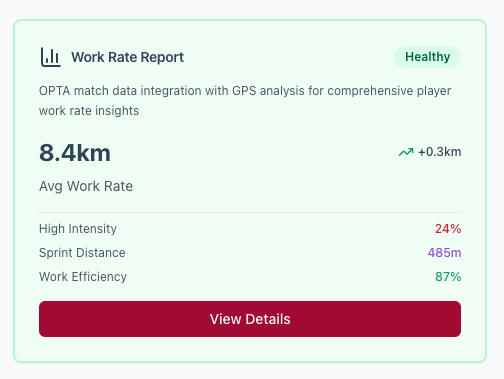 Work Rate Report
Healthy
OPTA match data integration with GPS analysis for comprehensive player
work rate insights
8.4km
+0.3km
Avg Work Rate
High Intensity 24%
Sprint Distance 485m
Work Efficiency 87%
View Details